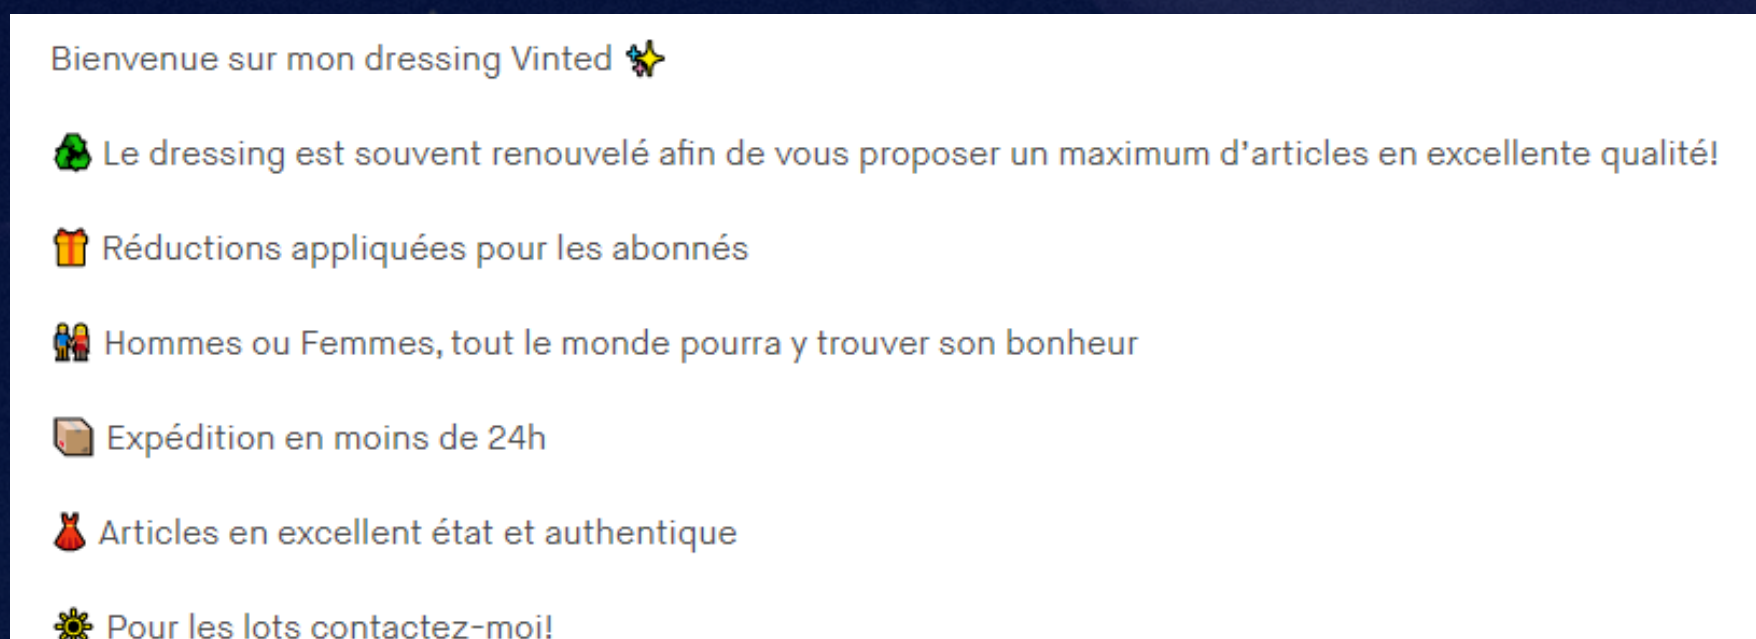 Bienvenue sur mon dressing Vinted ✨
♻️ Le dressing est souvent renouvelé afin de vous proposer un maximum d’articles en excellente qualité!
🎁 Réductions appliquées pour les abonnés
👫 Hommes ou Femmes, tout le monde pourra y trouver son bonheur
📦 Expédition en moins de 24h
👗 Articles en excellent état et authentique
☀️ Pour les lots contactez-moi!